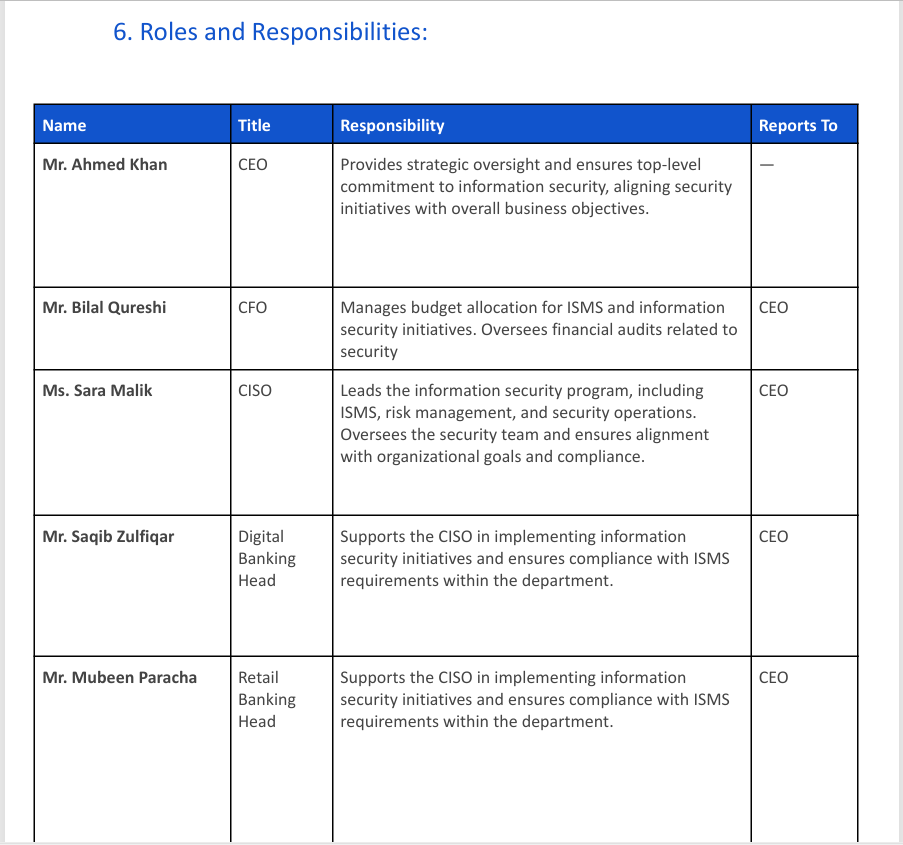 6. Roles and Responsibilities:
Name Title Responsibility Reports To
Mr. Ahmed Khan CEO Provides strategic oversight and ensures top-level —
commitment to information security, aligning security
initiatives with overall business objectives.
Mr. Bilal Qureshi CFO Manages budget allocation for ISMS and information CEO
security initiatives. Oversees financial audits related to
security
Ms. Sara Malik CISO Leads the information security program, including CEO
ISMS, risk management, and security operations.
Oversees the security team and ensures alignment
with organizational goals and compliance.
Mr. Saqib Zulfiqar Digital Supports the CISO in implementing information CEO
Banking security initiatives and ensures compliance with ISMS
Head requirements within the department.
Mr. Mubeen Paracha Retail Supports the CISO in implementing information CEO
Banking security initiatives and ensures compliance with ISMS
Head requirements within the department.